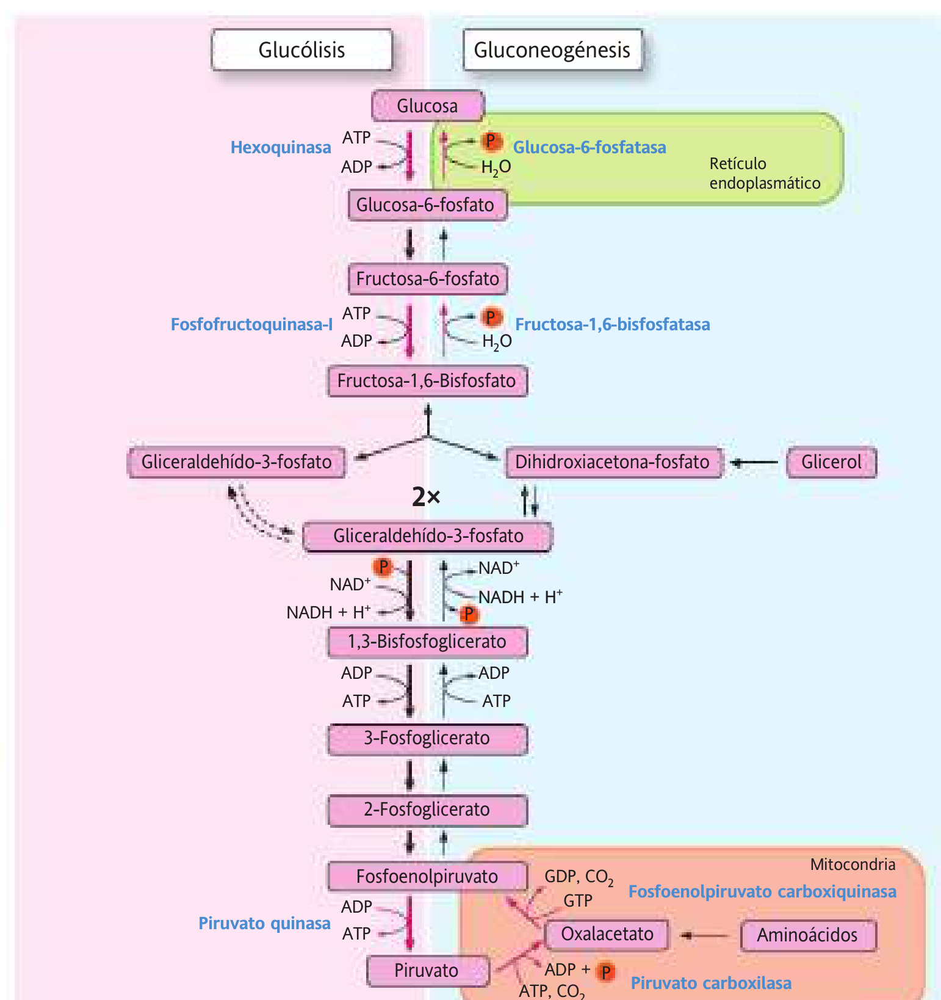 Glucólisis
Gluconeogénesis
Glucosa
ATP
Hexoquinasa
ADP
P
Glucosa-6-fosfatasa
H2O
Retículo
endoplasmático
Glucosa-6-fosfato
Fructosa-6-fosfato
ATP
Fosfofructoquinasa-I
ADP
P
Fructosa-1,6-bisfosfatasa
H2O
Fructosa-1,6-Bisfosfato
Gliceraldehído-3-fosfato
Dihidroxiacetona-fosfato
Glicerol
2×
Gliceraldehído-3-fosfato
P
NAD+
NADH + H+
NAD+
NADH + H+
P
1,3-Bisfosfoglicerato
ADP
ATP
ADP
ATP
3-Fosfoglicerato
2-Fosfoglicerato
Mitocondria
Fosfoenolpiruvato
GDP, CO2
Fosfoenolpiruvato carboxiquinasa
GTP
ADP
Piruvato quinasa
ATP
Oxalacetato
Aminoácidos
Piruvato
ADP + P
Piruvato carboxilasa
ATP, CO2